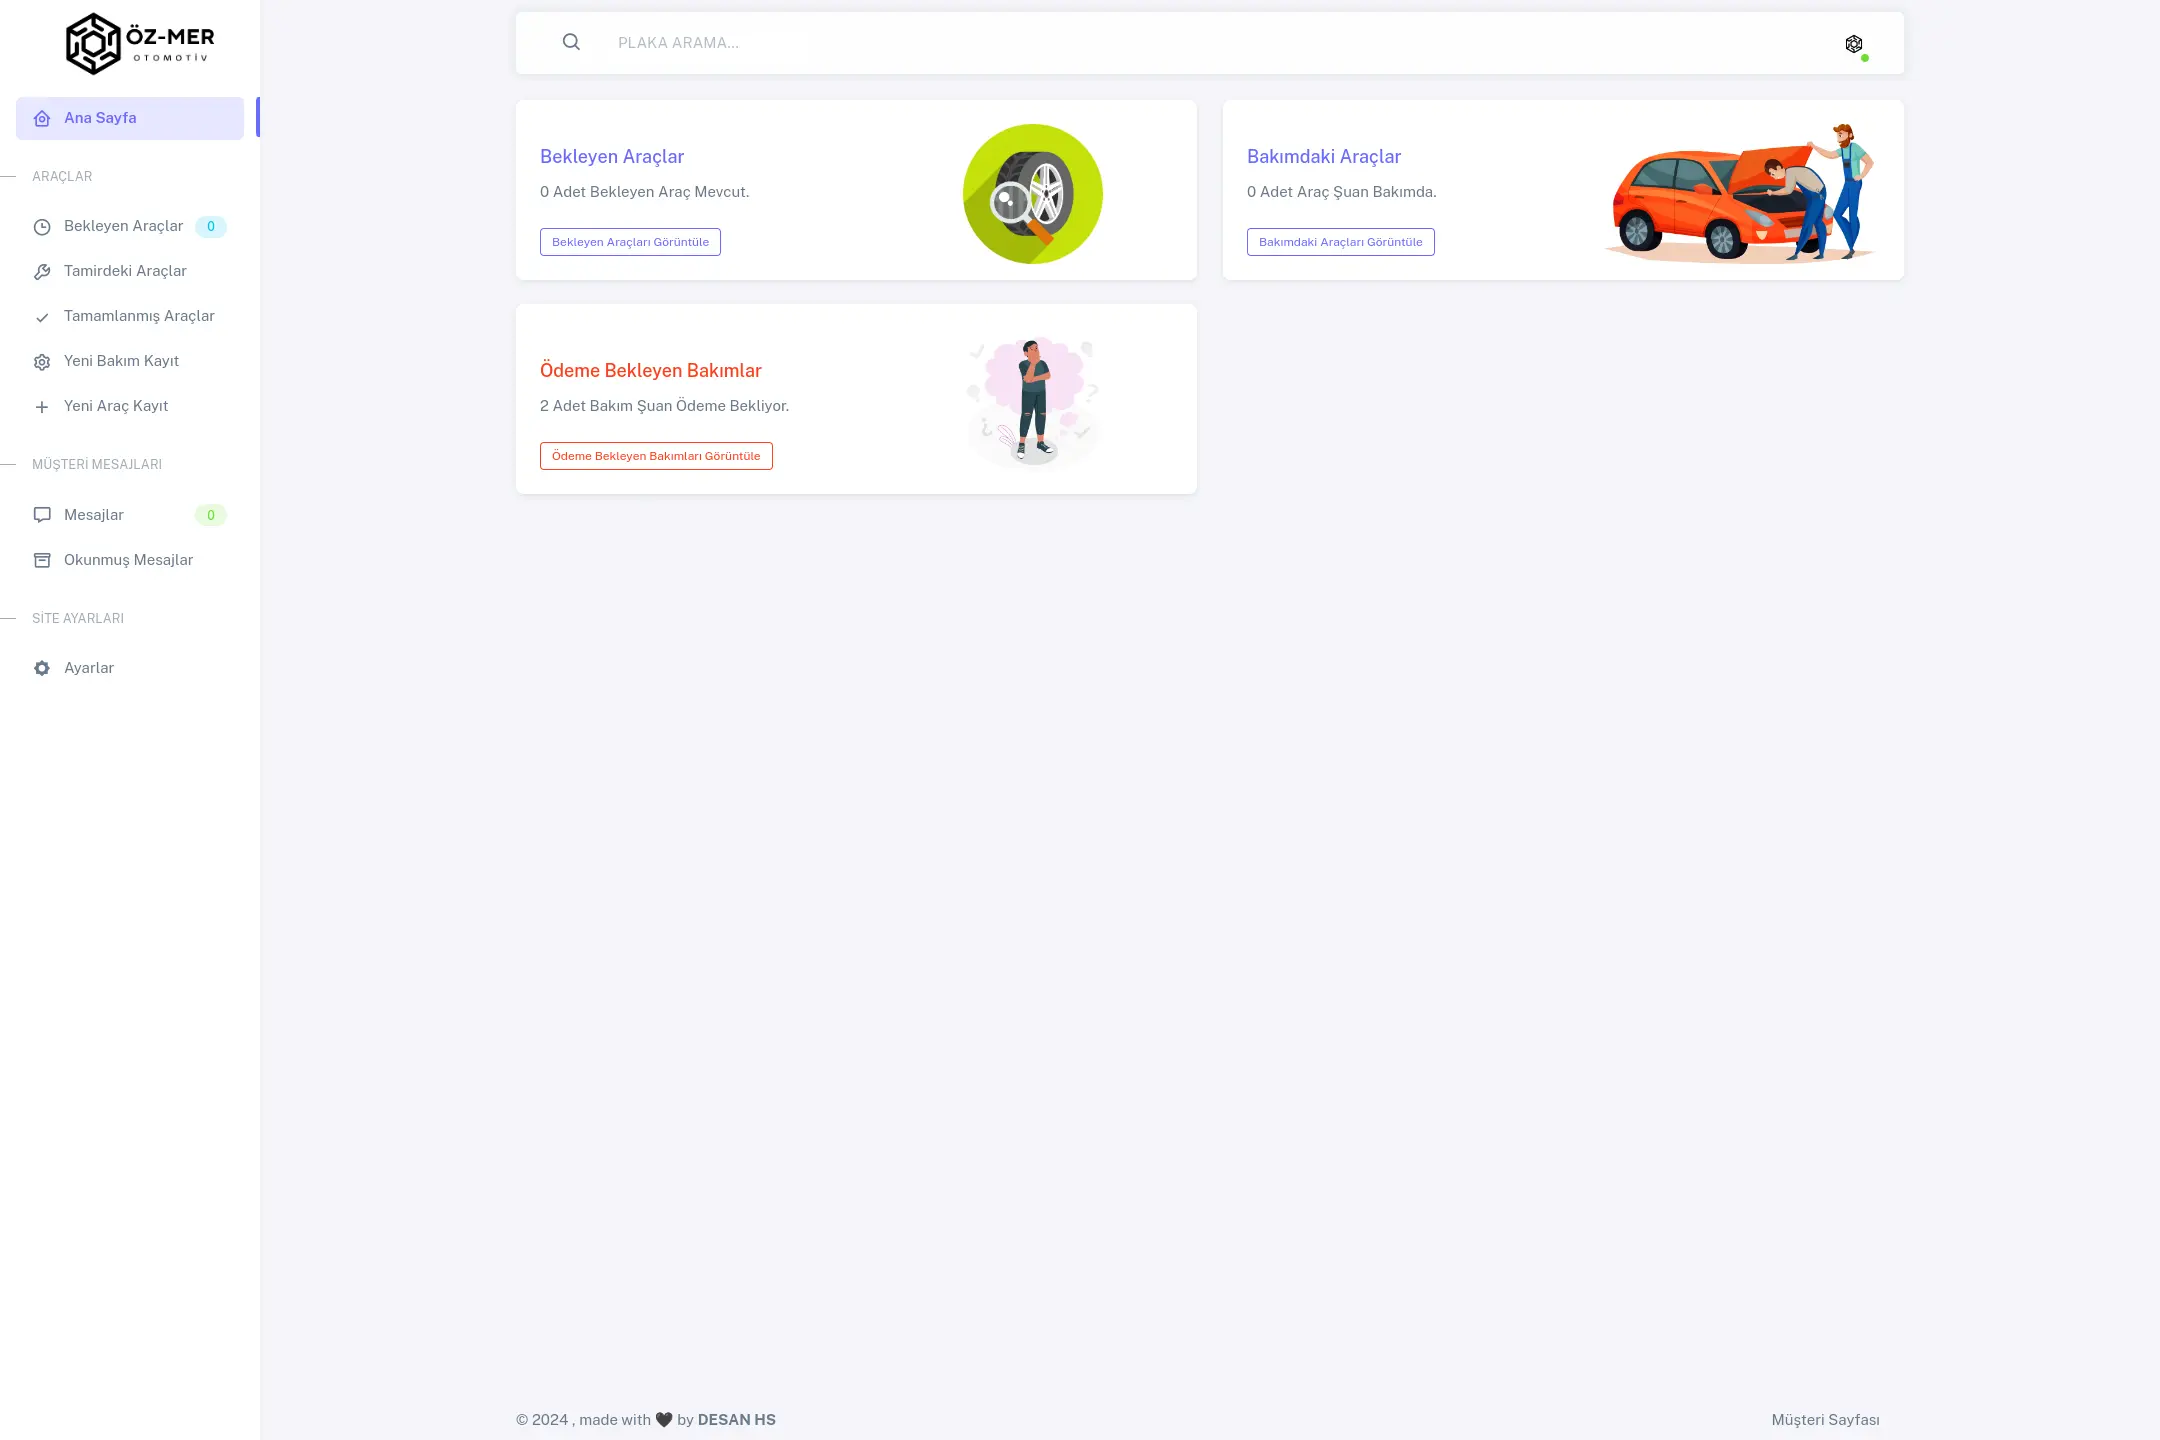 ÖZ-MER
OTOMOTİV
Ana Sayfa
ARAÇLAR
Bekleyen Araçlar 0
Tamirdeki Araçlar
Tamamlanmış Araçlar
Yeni Bakım Kayıt
Yeni Araç Kayıt
MÜŞTERİ MESAJLARI
Mesajlar 0
Okunmuş Mesajlar
SİTE AYARLARI
Ayarlar
PLAKA ARAMA...
Bekleyen Araçlar
0 Adet Bekleyen Araç Mevcut.
Bekleyen Araçları Görüntüle
Bakımdaki Araçlar
0 Adet Araç Şuan Bakımda.
Bakımdaki Araçları Görüntüle
Ödeme Bekleyen Bakımlar
2 Adet Bakım Şuan Ödeme Bekliyor.
Ödeme Bekleyen Bakımları Görüntüle
© 2024 , made with 🖤 by DESAN HS
Müşteri Sayfası